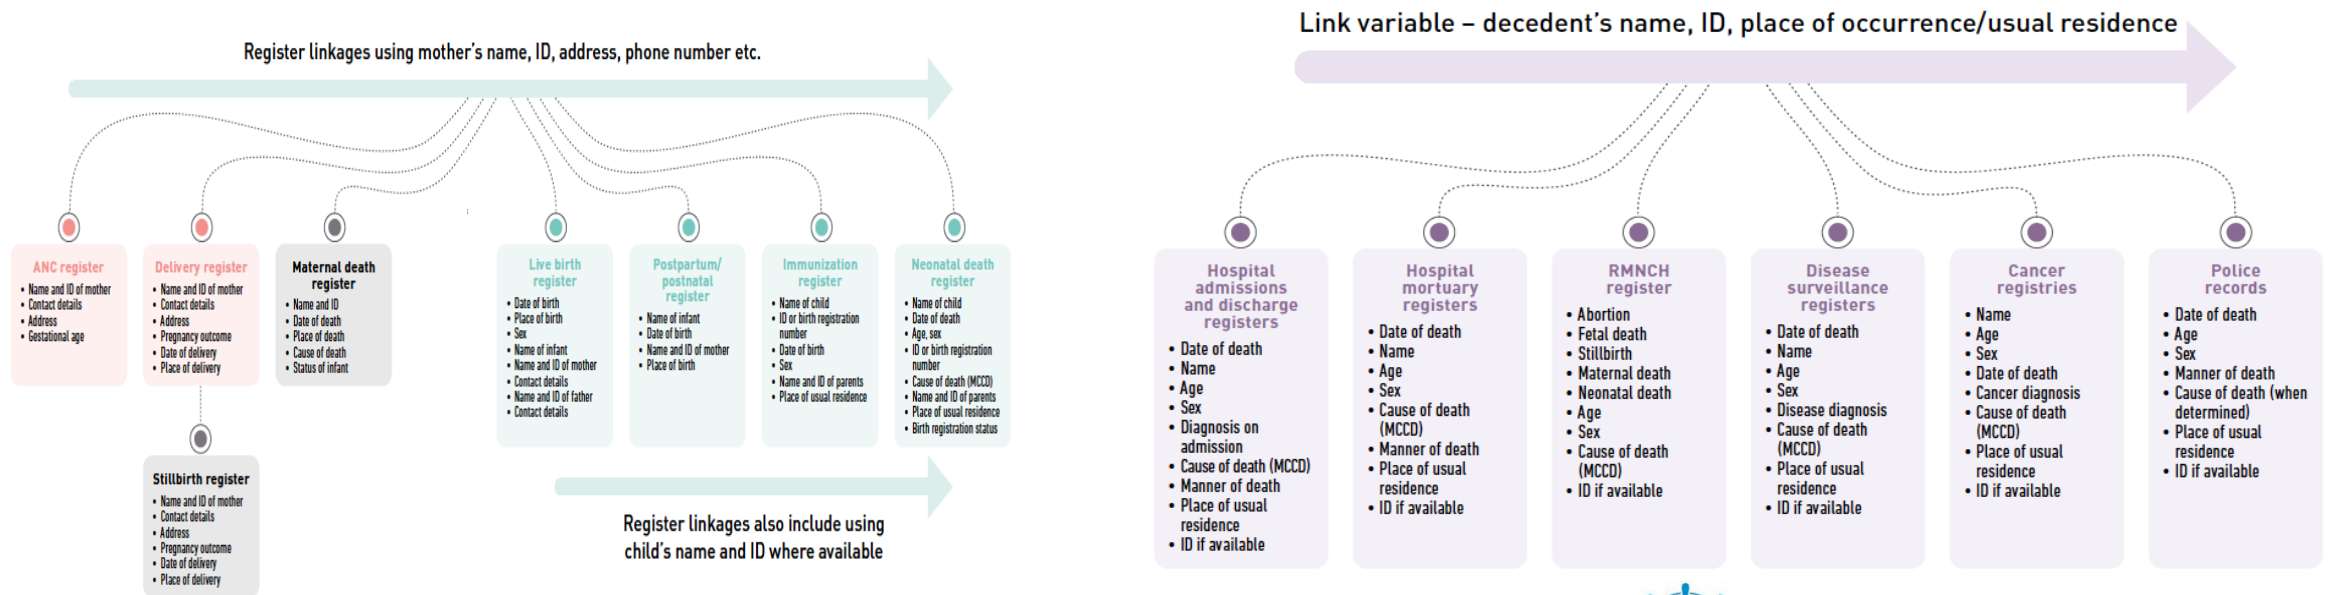 Register linkages using mother's name, ID, address, phone number etc.
ANC register
• Name and ID of mother
• Contact details
• Address
• Gestational age
Delivery register
• Name and ID of mother
• Contact details
• Address
• Pregnancy outcome
• Date of delivery
• Place of delivery
Maternal death
register
• Name and ID
• Date of death
• Place of death
• Cause of death
• Status of infant
Stillbirth register
• Name and ID of mother
• Contact details
• Address
• Pregnancy outcome
• Date of delivery
• Place of delivery
Live birth
register
• Date of birth
• Place of birth
• Sex
• Name of infant
• Name and ID of mother
• Contact details
• Name and ID of father
• Contact details
Postpartum/
postnatal
register
• Name of infant
• Date of birth
• Name and ID of mother
• Place of birth
Immunization
register
• Name of child
• ID or birth registration
number
• Date of birth
• Sex
• Name and ID of parents
• Place of usual residence
Neonatal death
register
• Name of child
• Date of death
• Age, sex
• ID or birth registration
number
• Cause of death (MCCD)
• Name and ID of parents
• Place of usual residence
• Birth registration status
Register linkages also include using
child's name and ID where available
Link variable – decedent's name, ID, place of occurrence/usual residence
Hospital
admissions
and discharge
registers
• Date of death
• Name
• Age
• Sex
• Diagnosis on
admission
• Cause of death (MCCD)
• Manner of death
• Place of usual
residence
• ID if available
Hospital
mortuary
registers
• Date of death
• Name
• Age
• Sex
• Cause of death
(MCCD)
• Manner of death
• Place of usual
residence
• ID if available
RMNCH
register
• Abortion
• Fetal death
• Stillbirth
• Maternal death
• Neonatal death
• Age
• Sex
• Cause of death
(MCCD)
• ID if available
Disease
surveillance
registers
• Date of death
• Name
• Age
• Sex
• Disease diagnosis
• Cause of death
(MCCD)
• Place of usual
residence
• ID if available
Cancer
registries
• Name
• Age
• Sex
• Date of death
• Cancer diagnosis
• Cause of death
(MCCD)
• Place of usual
residence
• ID if available
Police
records
• Date of death
• Age
• Sex
• Manner of death
• Cause of death (when
determined)
• Place of usual
residence
• ID if available